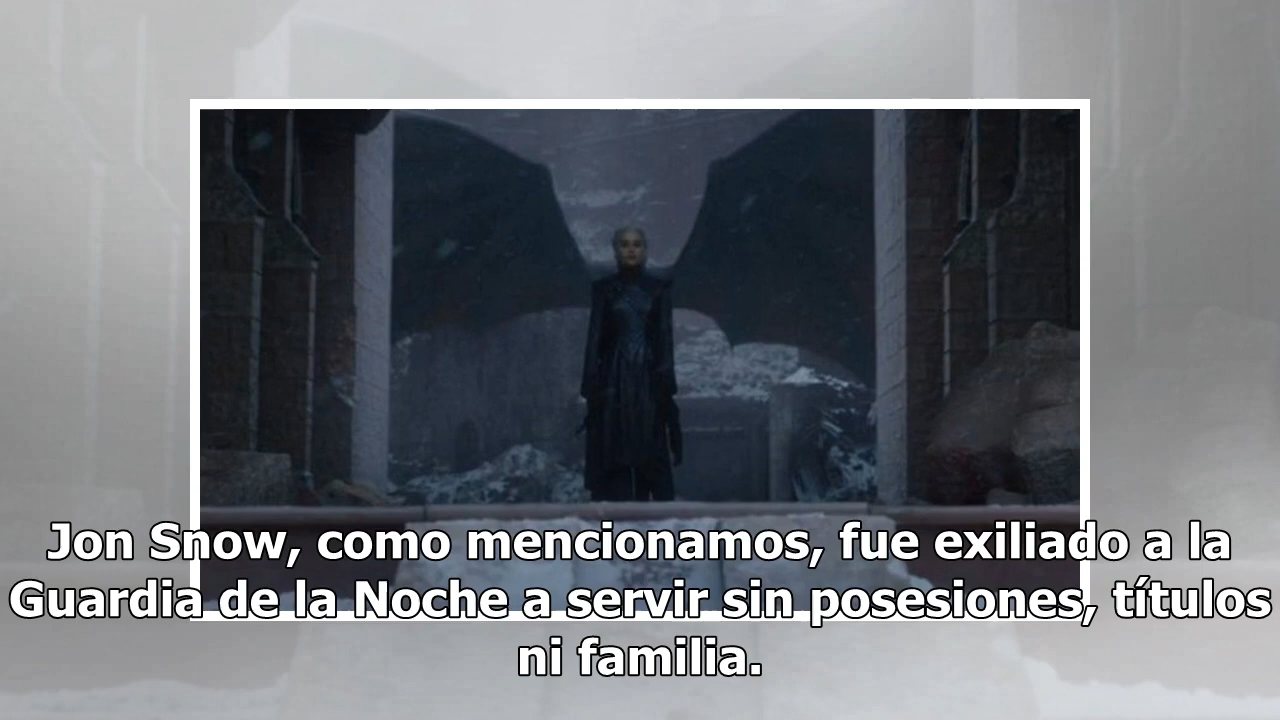 Jon Snow, como mencionamos, fue exiliado a la
Guardia de la Noche a servir sin posesiones, títulos
ni familia.